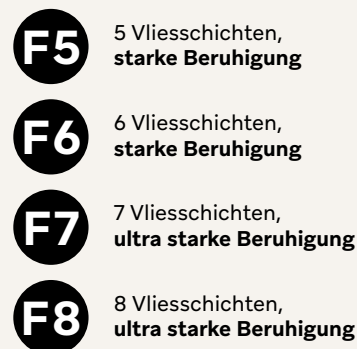 F5
5 Vliesschichten,
starke Beruhigung
F6
6 Vliesschichten,
starke Beruhigung
F7
7 Vliesschichten,
ultra starke Beruhigung
F8
8 Vliesschichten,
ultra starke Beruhigung